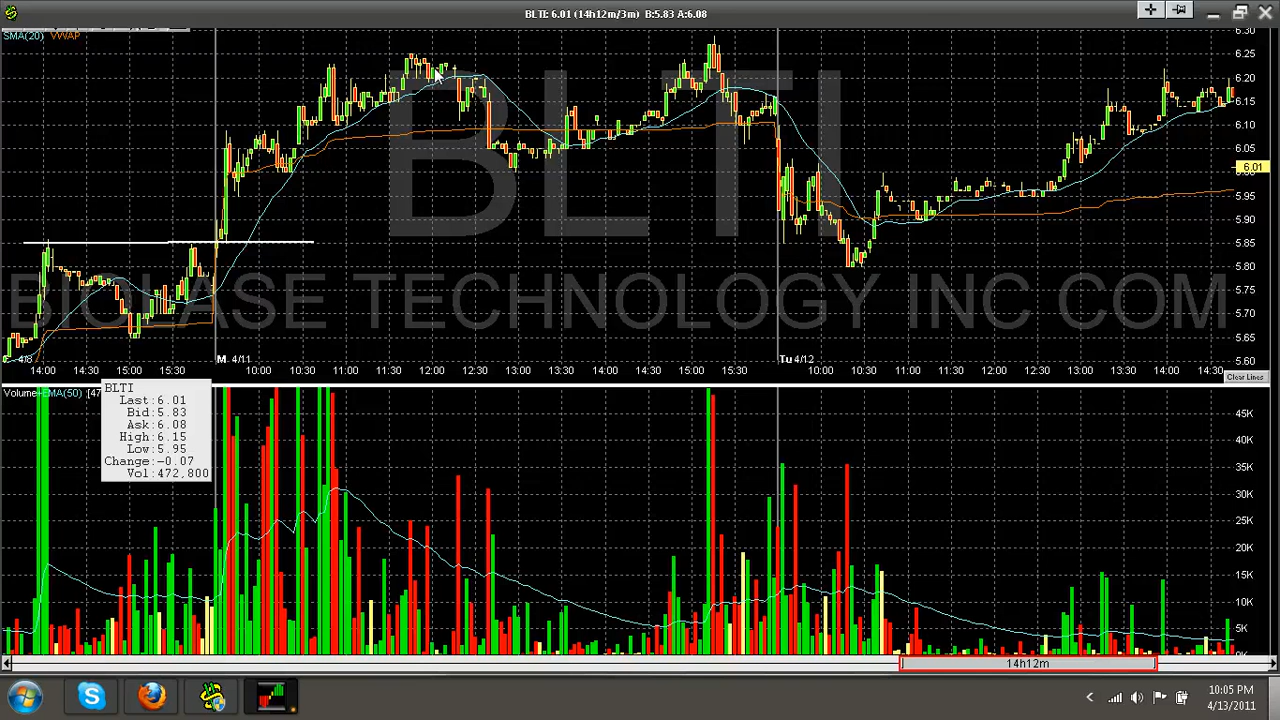 BLTI: 6.01 (14h12m/3m) B:5.83 A:6.08
SMA(20) VWAP
BLTI
BIOLASE TECHNOLOGY INC COM
6.30
6.25
6.20
6.15
6.10
6.05
6.00
6.01
5.95
5.90
5.85
5.80
5.75
5.70
5.65
5.60
4/8
M 4/11
Tu 4/12
14:00 14:30 15:00 15:30 10:00 10:30 11:00 11:30 12:00 12:30 13:00 13:30 14:00 14:30 15:00 15:30 10:00 10:30 11:00 11:30 12:00 12:30 13:00 13:30 14:00 14:30
Clear Lines
Volume+EMA(50) [47
BLTI
Last:6.01
Bid:5.83
Ask:6.08
High:6.15
Low:5.95
Change:-0.07
Vol:472,800
45K
40K
35K
30K
25K
20K
15K
10K
5K
0K
14h12m
10:05 PM
4/13/2011